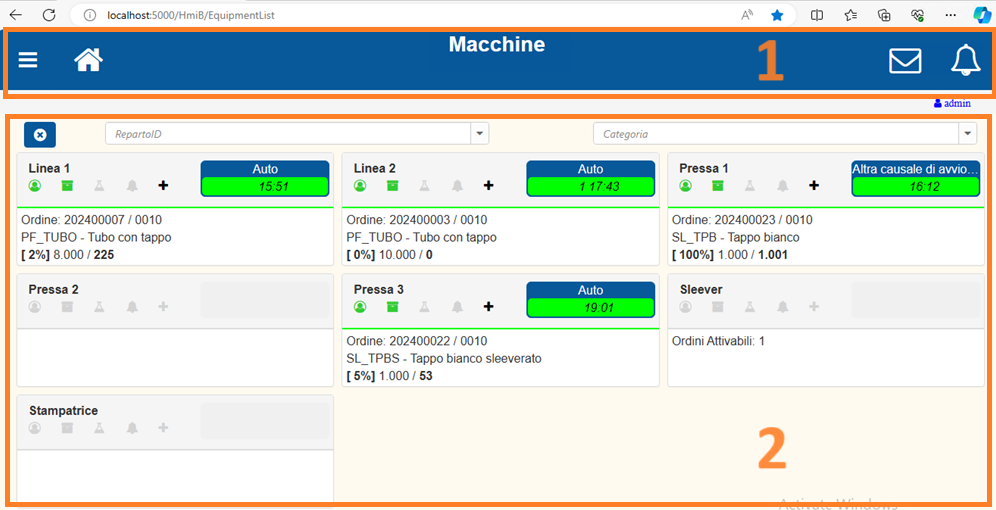 localhost:5000/HmiB/EquipmentList
Macchine
1
admin
RepartoID
Categoria
Linea 1
Auto
15:51
Ordine: 202400007 / 0010
PF_TUBO - Tubo con tappo
[ 2%] 8.000 / 225
Linea 2
Auto
1 17:43
Ordine: 202400003 / 0010
PF_TUBO - Tubo con tappo
[ 0%] 10.000 / 0
Pressa 1
Altra causale di avvio...
16:12
Ordine: 202400023 / 0010
SL_TPB - Tappo bianco
[ 100%] 1.000 / 1.001
Pressa 2
Pressa 3
Auto
19:01
Ordine: 202400022 / 0010
SL_TPBS - Tappo bianco sleeverato
[ 5%] 1.000 / 53
Sleever
Ordini Attivabili: 1
Stampatrice
2
Activate Windows